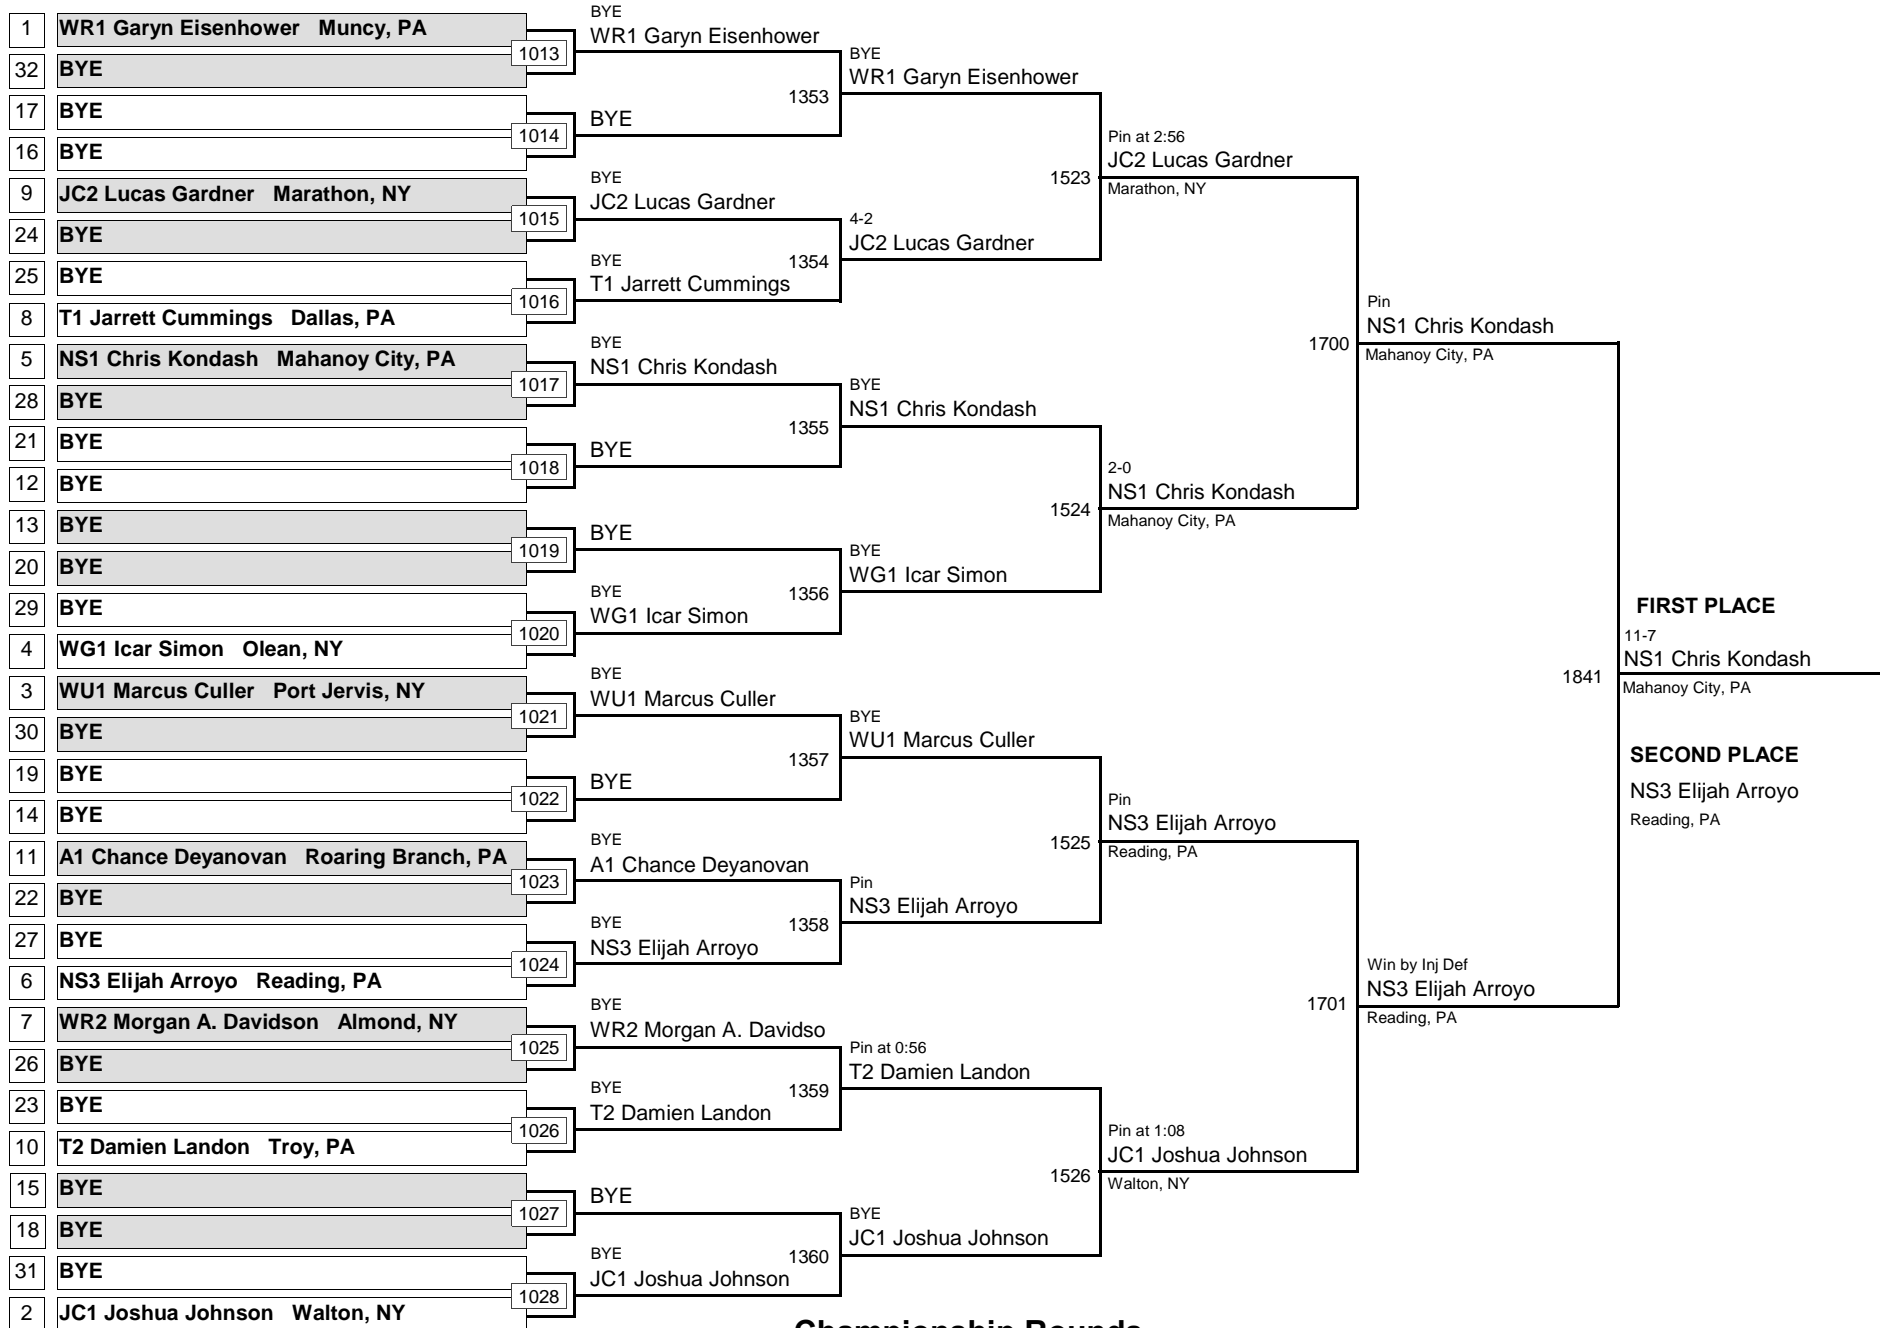 1 WR1 Garyn Eisenhower Muncy, PA
32 BYE
17 BYE
16 BYE
9 JC2 Lucas Gardner Marathon, NY
24 BYE
25 BYE
8 T1 Jarrett Cummings Dallas, PA
5 NS1 Chris Kondash Mahanoy City, PA
28 BYE
21 BYE
12 BYE
13 BYE
20 BYE
29 BYE
4 WG1 Icar Simon Olean, NY
3 WU1 Marcus Culler Port Jervis, NY
30 BYE
19 BYE
14 BYE
11 A1 Chance Deyanovan Roaring Branch, PA
22 BYE
27 BYE
6 NS3 Elijah Arroyo Reading, PA
7 WR2 Morgan A. Davidson Almond, NY
26 BYE
23 BYE
10 T2 Damien Landon Troy, PA
15 BYE
18 BYE
31 BYE
2 JC1 Joshua Johnson Walton, NY
1013
1014
1015
1016
1017
1018
1019
1020
1021
1022
1023
1024
1025
1026
1027
1028
BYE
WR1 Garyn Eisenhower
BYE
BYE
JC2 Lucas Gardner
BYE
T1 Jarrett Cummings
BYE
NS1 Chris Kondash
BYE
BYE
BYE
WG1 Icar Simon
BYE
WU1 Marcus Culler
BYE
BYE
A1 Chance Deyanovan
BYE
NS3 Elijah Arroyo
BYE
WR2 Morgan A. Davidso
BYE
T2 Damien Landon
BYE
BYE
JC1 Joshua Johnson
1353
1354
1355
1356
1357
1358
1359
1360
BYE
WR1 Garyn Eisenhower
4-2
JC2 Lucas Gardner
BYE
NS1 Chris Kondash
BYE
WG1 Icar Simon
BYE
WU1 Marcus Culler
Pin
NS3 Elijah Arroyo
Pin at 0:56
T2 Damien Landon
BYE
JC1 Joshua Johnson
1523
1524
1525
1526
Pin at 2:56
JC2 Lucas Gardner
Marathon, NY
2-0
NS1 Chris Kondash
Mahanoy City, PA
Pin
NS3 Elijah Arroyo
Reading, PA
Pin at 1:08
JC1 Joshua Johnson
Walton, NY
1700
1701
Pin
NS1 Chris Kondash
Mahanoy City, PA
Win by Inj Def
NS3 Elijah Arroyo
Reading, PA
1841
FIRST PLACE
11-7
NS1 Chris Kondash
Mahanoy City, PA
SECOND PLACE
NS3 Elijah Arroyo
Reading, PA
Championship Rounds